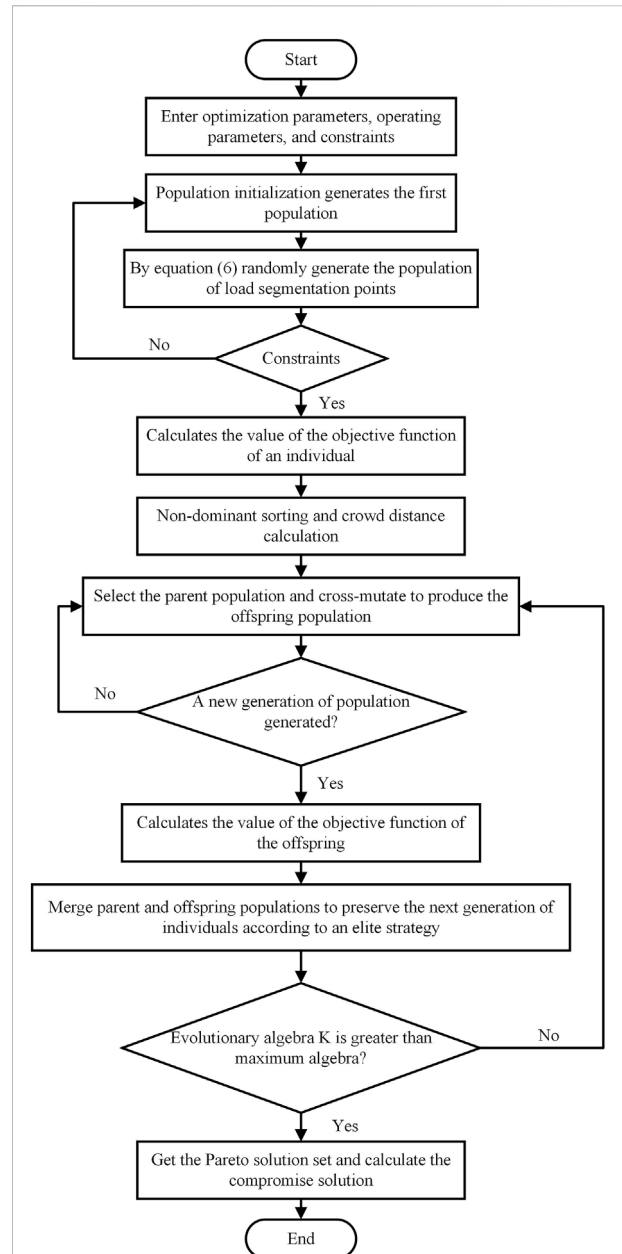 Start
Enter optimization parameters, operating
parameters, and constraints
Population initialization generates the first
population
By equation (6) randomly generate the population
of load segmentation points
No
Constraints
Yes
Calculates the value of the objective function
of an individual
Non-dominant sorting and crowd distance
calculation
Select the parent population and cross-mutate to produce the
offspring population
No
A new generation of population
generated?
Yes
Calculates the value of the objective function of
the offspring
Merge parent and offspring populations to preserve the next generation of
individuals according to an elite strategy
Evolutionary algebra K is greater than
maximum algebra?
No
Yes
Get the Pareto solution set and calculate the
compromise solution
End